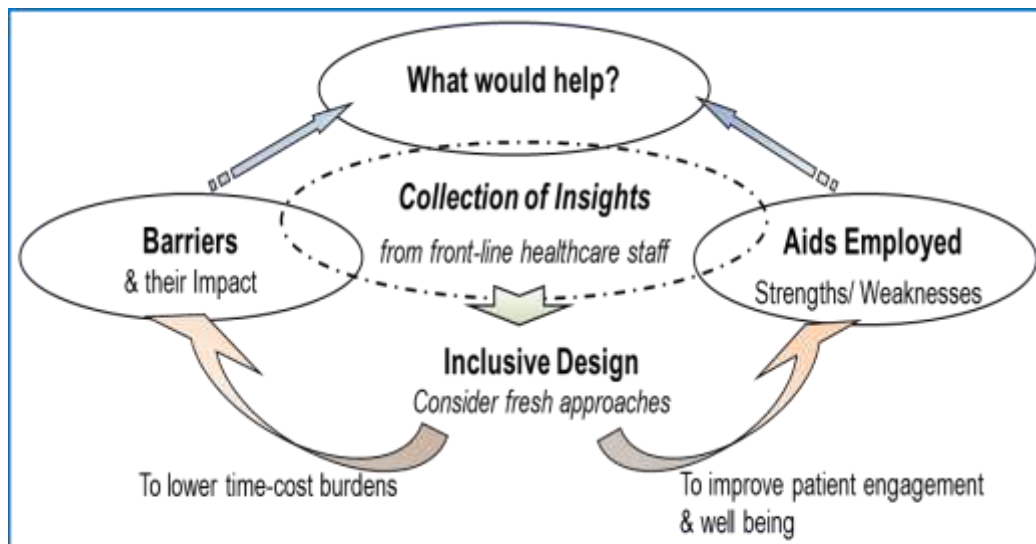 What would help?
Collection of Insights
from front-line healthcare staff
Barriers
& their Impact
Aids Employed
Strengths/ Weaknesses
Inclusive Design
Consider fresh approaches
To lower time-cost burdens
To improve patient engagement
& well being